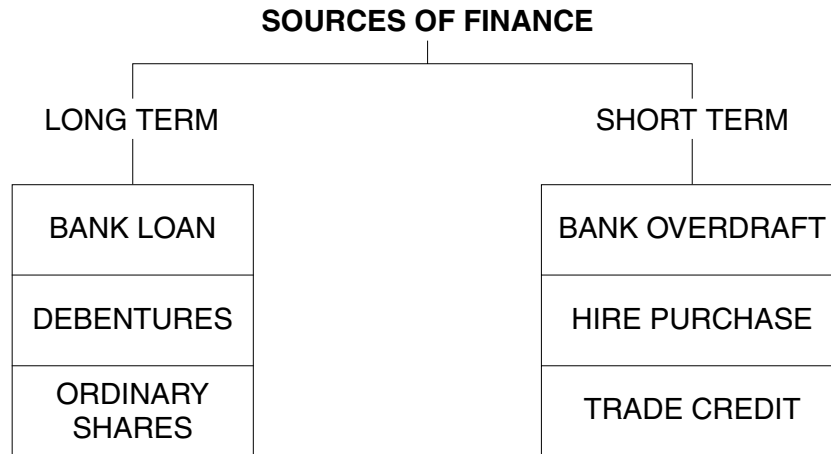 SOURCES OF FINANCE
LONG TERM
SHORT TERM
BANK LOAN
BANK OVERDRAFT
DEBENTURES
HIRE PURCHASE
ORDINARY
SHARES
TRADE CREDIT